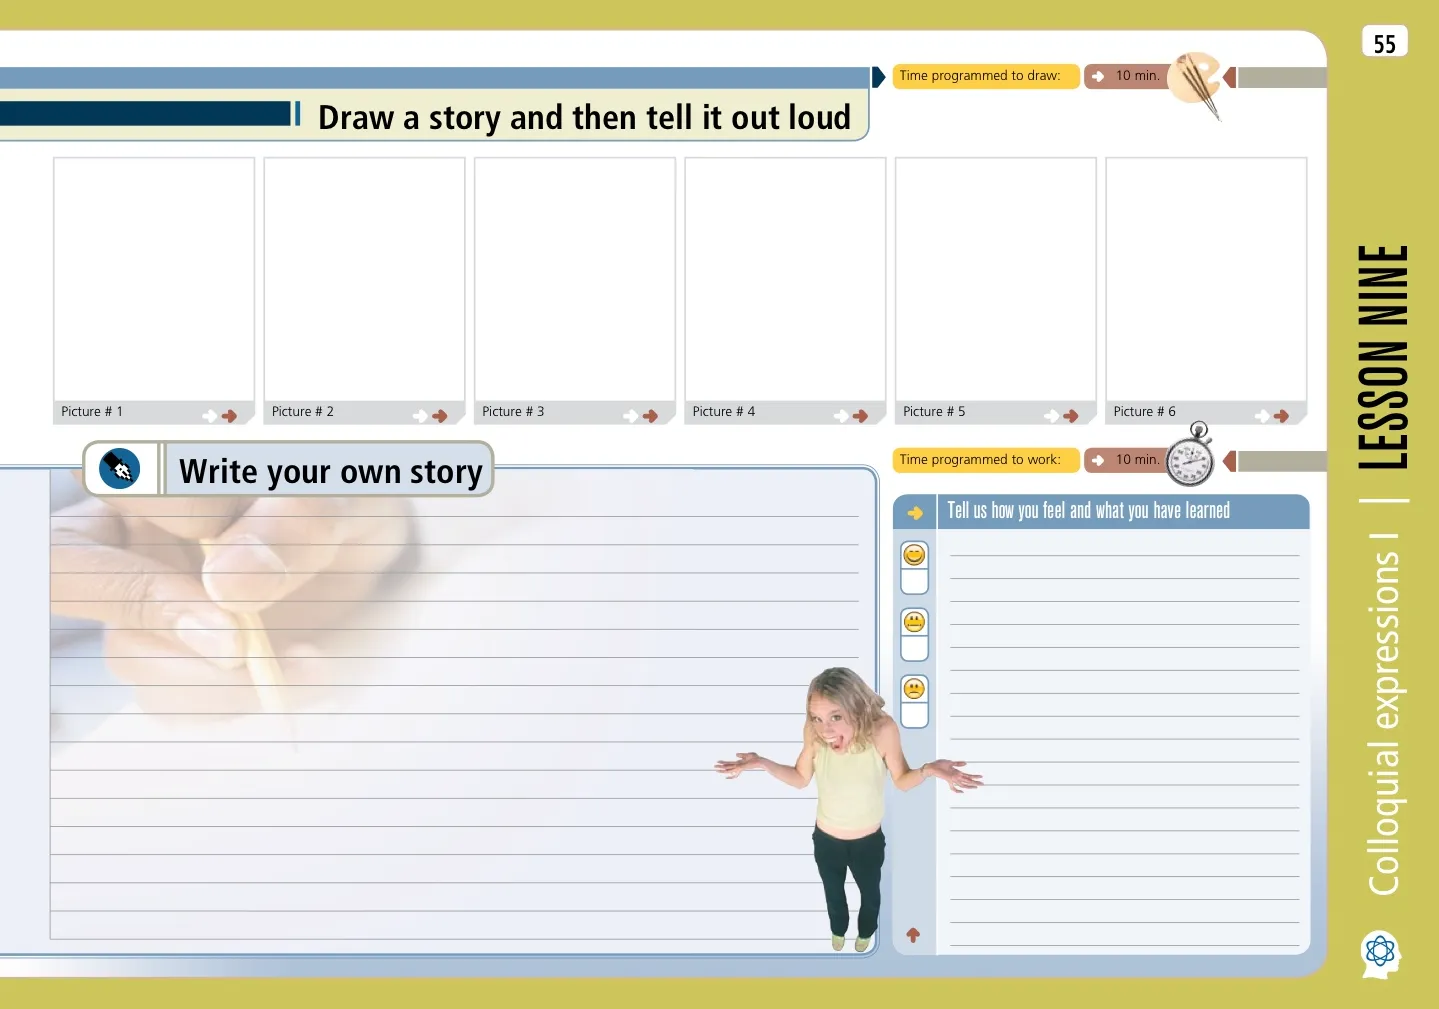 55
Time programmed to draw:
10 min.
Draw a story and then tell it out loud
Picture # 1
Picture # 2
Picture # 3
Picture # 4
Picture # 5
Picture # 6
Write your own story
Time programmed to work:
10 min.
Tell us how you feel and what you have learned
Colloquial expressions I | LESSON NINE